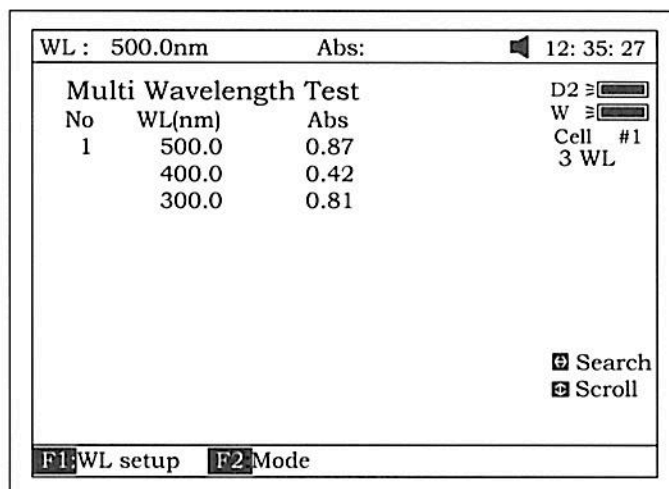 WL : 500.0nm Abs: 12: 35: 27
Multi Wavelength Test
No WL(nm) Abs
1 500.0 0.87
400.0 0.42
300.0 0.81
D2
W
Cell #1
3 WL
Search
Scroll
F1:WL setup F2:Mode